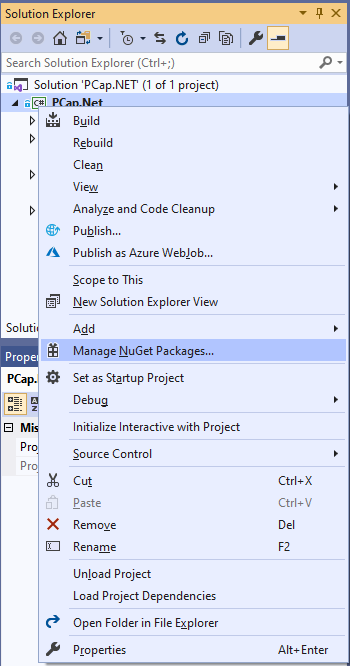 Solution Explorer
Search Solution Explorer (Ctrl+;)
Solution 'PCap.NET' (1 of 1 project)
C# PCap.Net
Build
Rebuild
Clean
View
Analyze and Code Cleanup
Publish...
Publish as Azure WebJob...
Scope to This
New Solution Explorer View
Solu
Add
Prope
Manage NuGet Packages...
PCap.
Set as Startup Project
Debug
Mis
Initialize Interactive with Project
Proj
Source Control
Proj
Cut Ctrl+X
Paste Ctrl+V
Remove Del
Rename F2
Unload Project
Load Project Dependencies
Open Folder in File Explorer
Properties Alt+Enter